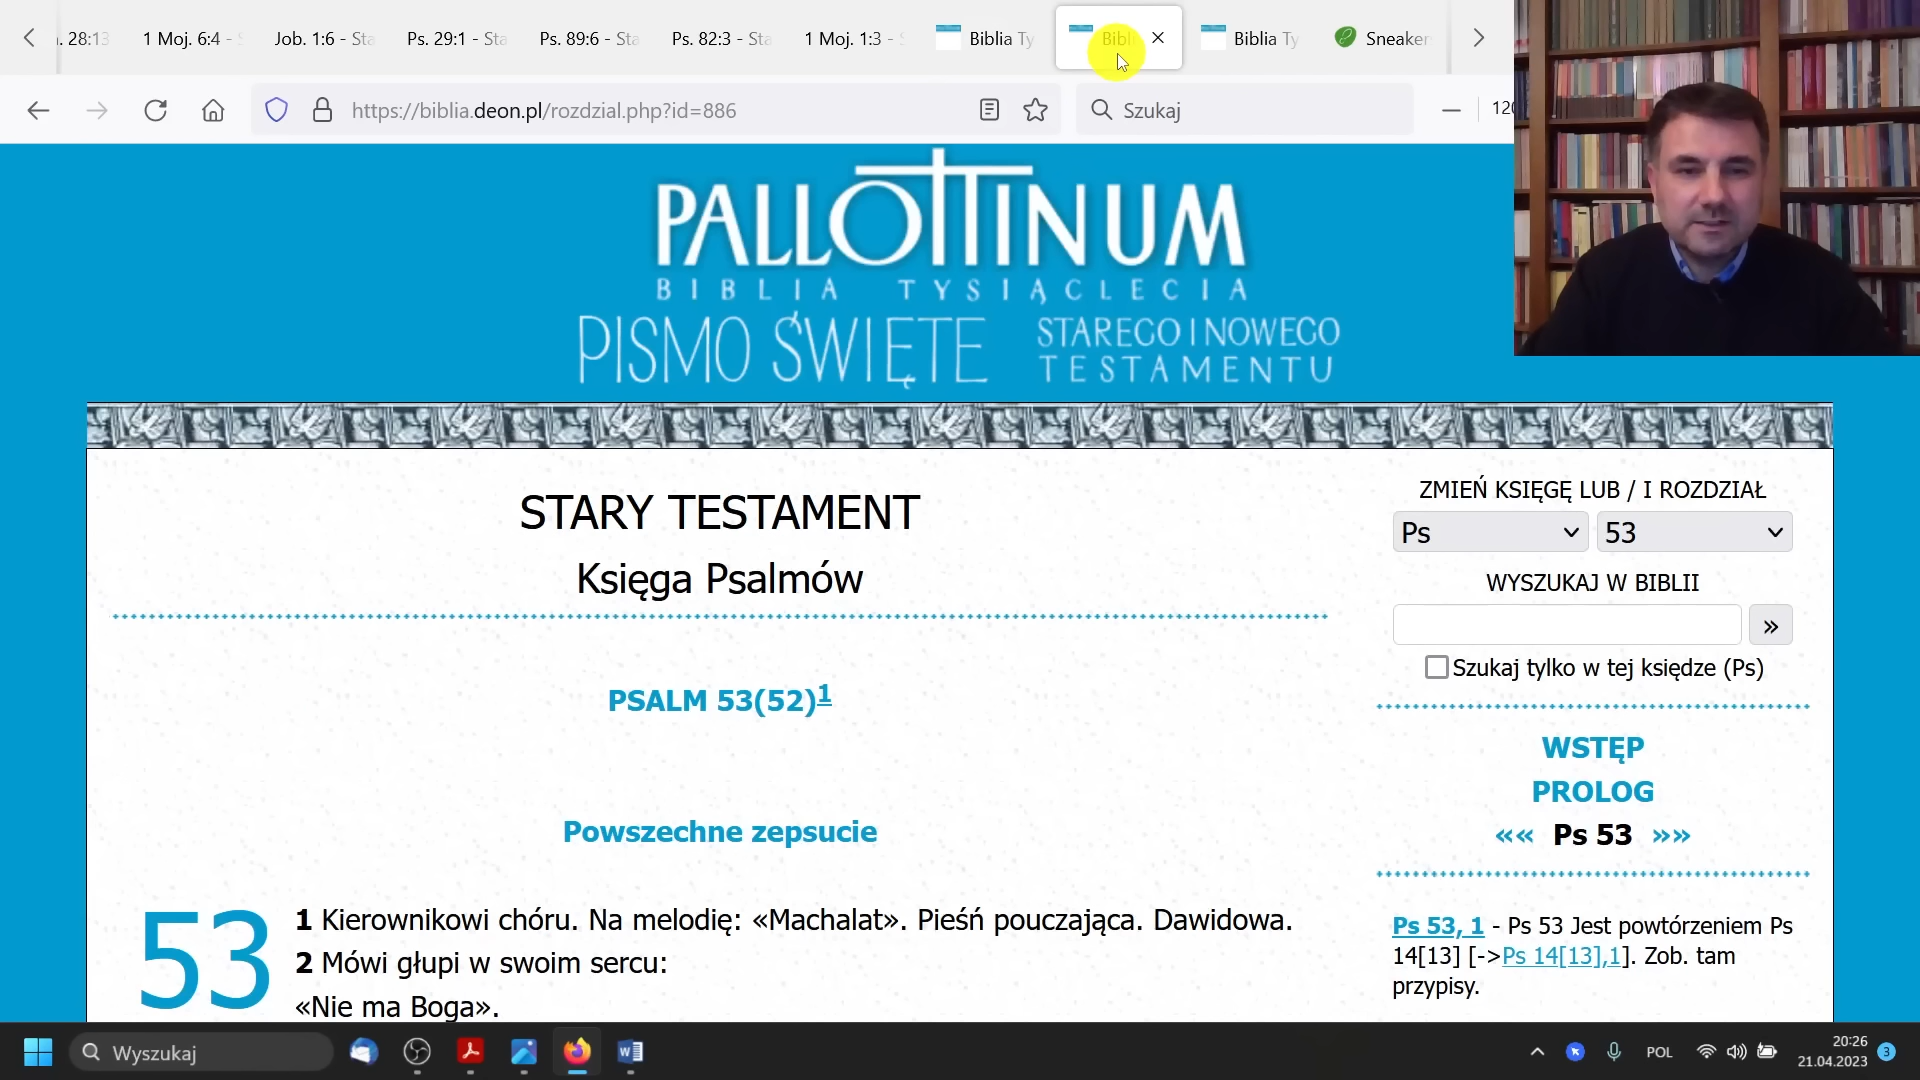 . 28:13
1 Moj. 6:4 -
Job. 1:6 - Sta
Ps. 29:1 - Sta
Ps. 89:6 - Sta
Ps. 82:3 - Sta
1 Moj. 1:3 -
Biblia Ty
Bibl
Biblia Ty
Sneaker
https://biblia.deon.pl/rozdzial.php?id=886
Szukaj
120
PALLOTTINUM
BIBLIA TYSIĄCLECIA
PISMO ŚWIĘTE
STAREGO I NOWEGO
TESTAMENTU
STARY TESTAMENT
Księga Psalmów
PSALM 53(52)1
Powszechne zepsucie
53
1 Kierownikowi chóru. Na melodię: «Machalat». Pieśń pouczająca. Dawidowa.
2 Mówi głupi w swoim sercu:
«Nie ma Boga».
ZMIEŃ KSIĘGĘ LUB / I ROZDZIAŁ
Ps
53
WYSZUKAJ W BIBLII
»
Szukaj tylko w tej księdze (Ps)
WSTĘP
PROLOG
«« Ps 53 »»
Ps 53, 1 - Ps 53 Jest powtórzeniem Ps
14[13] [->Ps 14[13],1]. Zob. tam
przypisy.
Wyszukaj
POL
20:26
21.04.2023
3